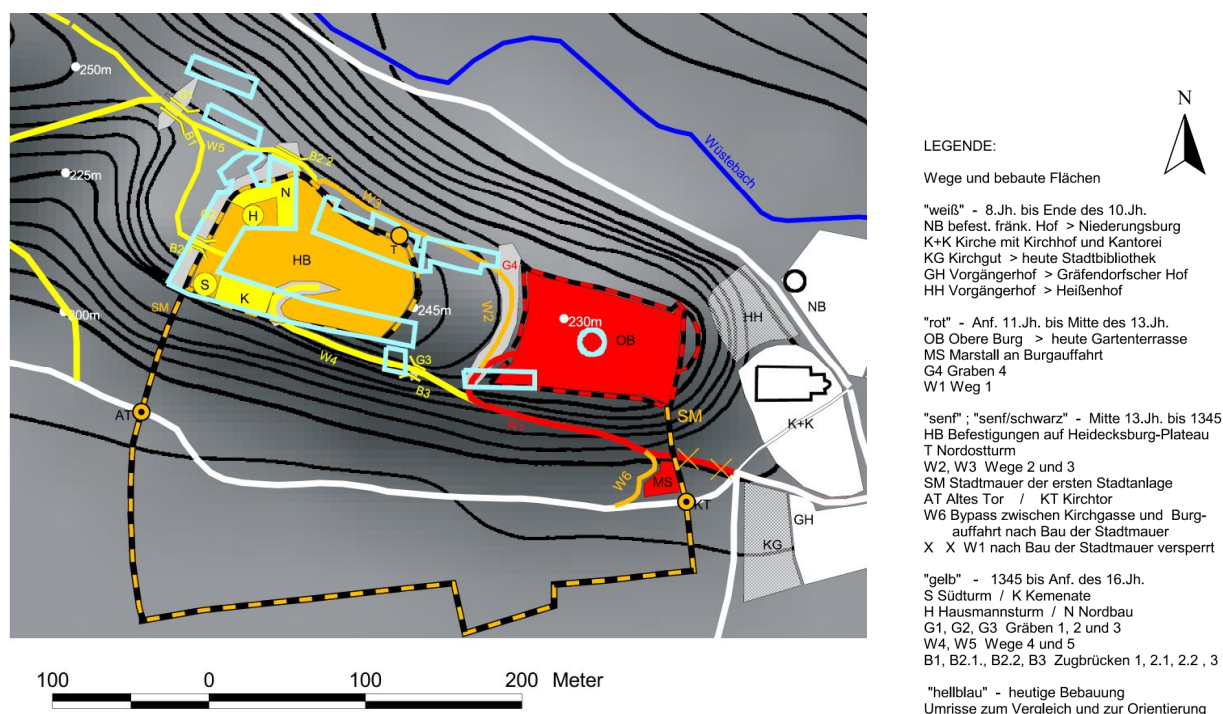 250m
G1
B1
W5
B2.2
225m
Wüstebach
N
H
W3
T
G2
B2
HB
S
K
SM
200m
245m
G4
W2
230m
OB
HH
NB
W4
G3
B3
AT
W1
SM
K+K
W6
MS
KT
GH
KG
100 0 100 200 Meter
N
LEGENDE:
Wege und bebaute Flächen
"weiß" - 8.Jh. bis Ende des 10.Jh.
NB befest. fränk. Hof > Niederungsburg
K+K Kirche mit Kirchhof und Kantorei
KG Kirchgut > heute Stadtbibliothek
GH Vorgängerhof > Gräfendorfscher Hof
HH Vorgängerhof > Heißenhof
"rot" - Anf. 11.Jh. bis Mitte des 13.Jh.
OB Obere Burg > heute Gartenterrasse
MS Marstall an Burgauffahrt
G4 Graben 4
W1 Weg 1
"senf" ; "senf/schwarz" - Mitte 13.Jh. bis 1345
HB Befestigungen auf Heidecksburg-Plateau
T Nordostturm
W2, W3 Wege 2 und 3
SM Stadtmauer der ersten Stadtanlage
AT Altes Tor / KT Kirchtor
W6 Bypass zwischen Kirchgasse und Burg-
auffahrt nach Bau der Stadtmauer
X X W1 nach Bau der Stadtmauer versperrt
"gelb" - 1345 bis Anf. des 16.Jh.
S Südturm / K Kemenate
H Hausmannsturm / N Nordbau
G1, G2, G3 Gräben 1, 2 und 3
W4, W5 Wege 4 und 5
B1, B2.1., B2.2, B3 Zugbrücken 1, 2.1, 2.2 , 3
"hellblau" - heutige Bebauung
Umrisse zum Vergleich und zur Orientierung